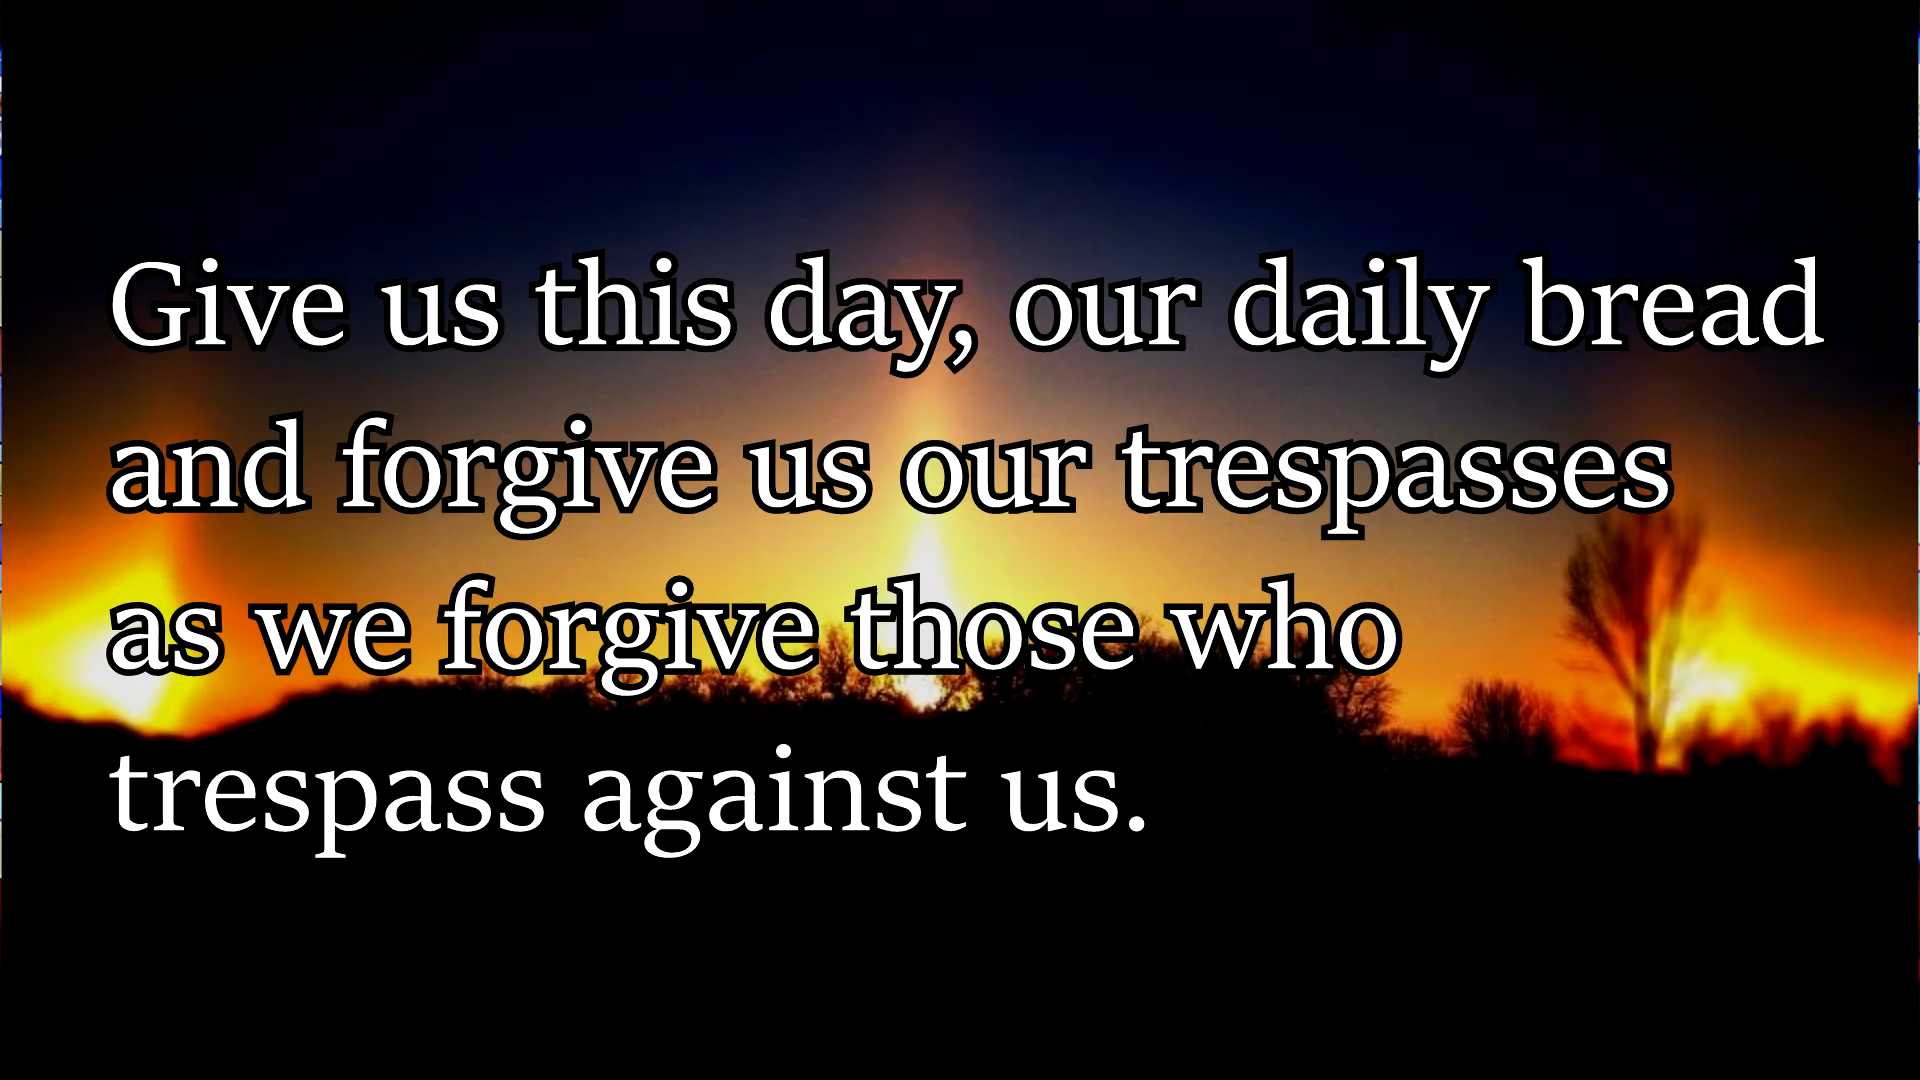 Give us this day, our daily bread
and forgive us our trespasses
as we forgive those who
trespass against us.